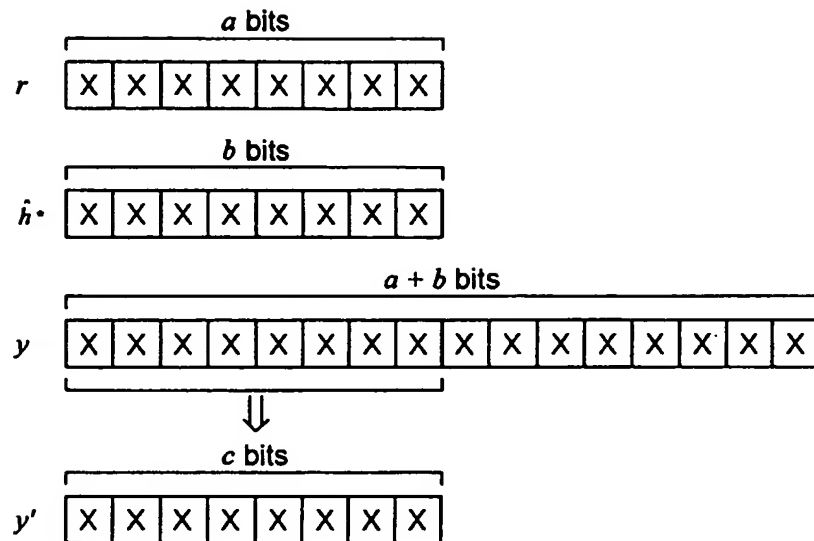 a bits
r X X X X X X X X
b bits
ĥ* X X X X X X X X
a + b bits
y X X X X X X X X X X X X X X X X
⇓
c bits
y' X X X X X X X X